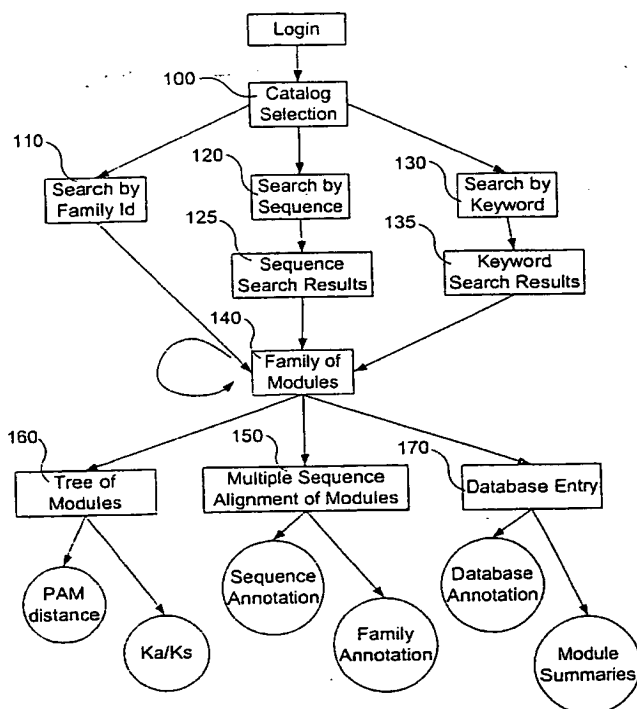 Login
100
Catalog
Selection
110
120
130
Search by
Family Id
Search by
Sequence
Search by
Keyword
125
135
Sequence
Search Results
Keyword
Search Results
140
Family of
Modules
160
150
170
Tree of
Modules
Multiple Sequence
Alignment of Modules
Database Entry
PAM
distance
Ka/Ks
Sequence
Annotation
Family
Annotation
Database
Annotation
Module
Summaries